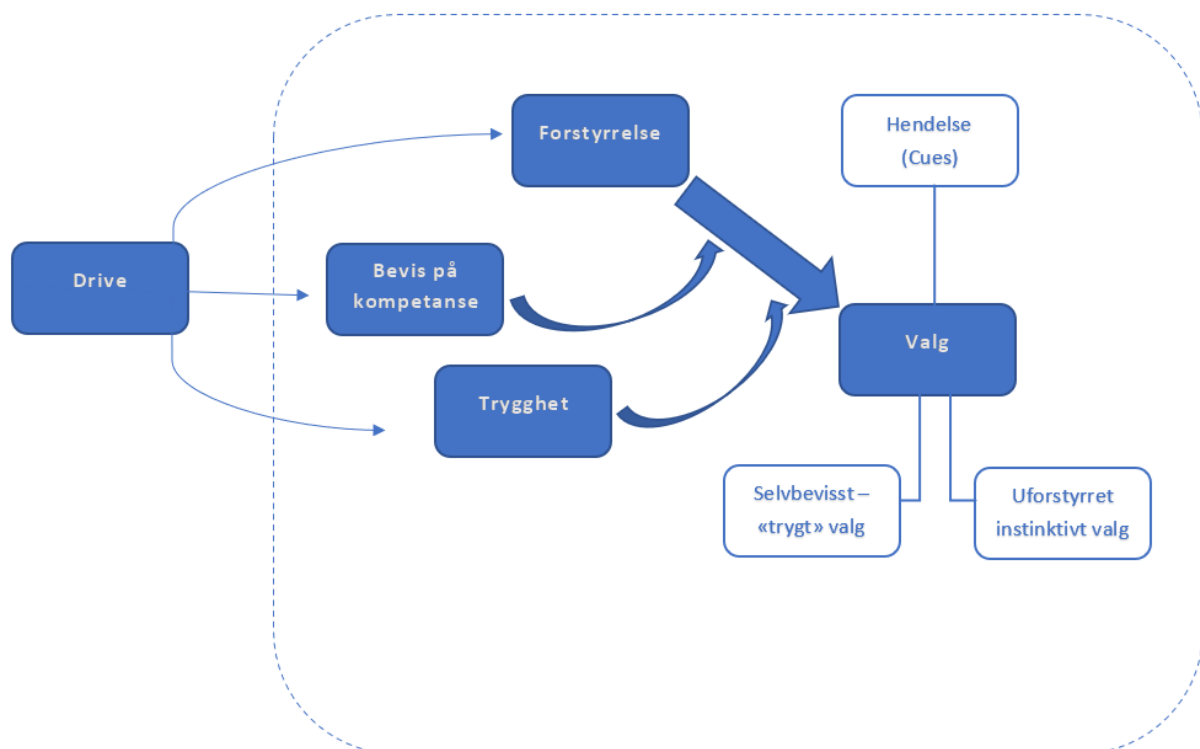 Forstyrrelse
Hendelse
(Cues)
Drive
Bevis på
kompetanse
Valg
Trygghet
Selvbevisst –
«trygt» valg
Uforstyrret
instinktivt valg